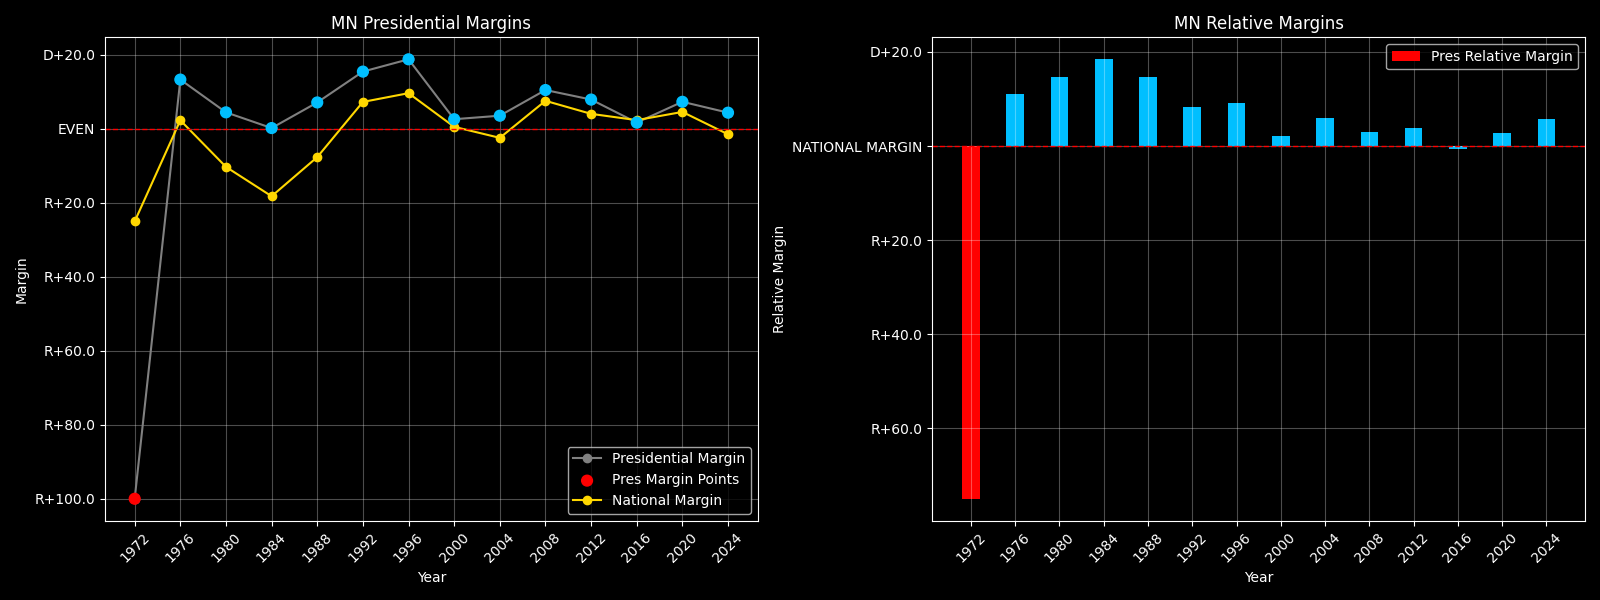 MN Presidential Margins
D+20.0
EVEN
R+20.0
R+40.0
R+60.0
R+80.0
R+100.0
Margin
1972 1976 1980 1984 1988 1992 1996 2000 2004 2008 2012 2016 2020 2024
Year
Presidential Margin
Pres Margin Points
National Margin
MN Relative Margins
D+20.0
NATIONAL MARGIN
R+20.0
R+40.0
R+60.0
Relative Margin
1972 1976 1980 1984 1988 1992 1996 2000 2004 2008 2012 2016 2020 2024
Year
Pres Relative Margin